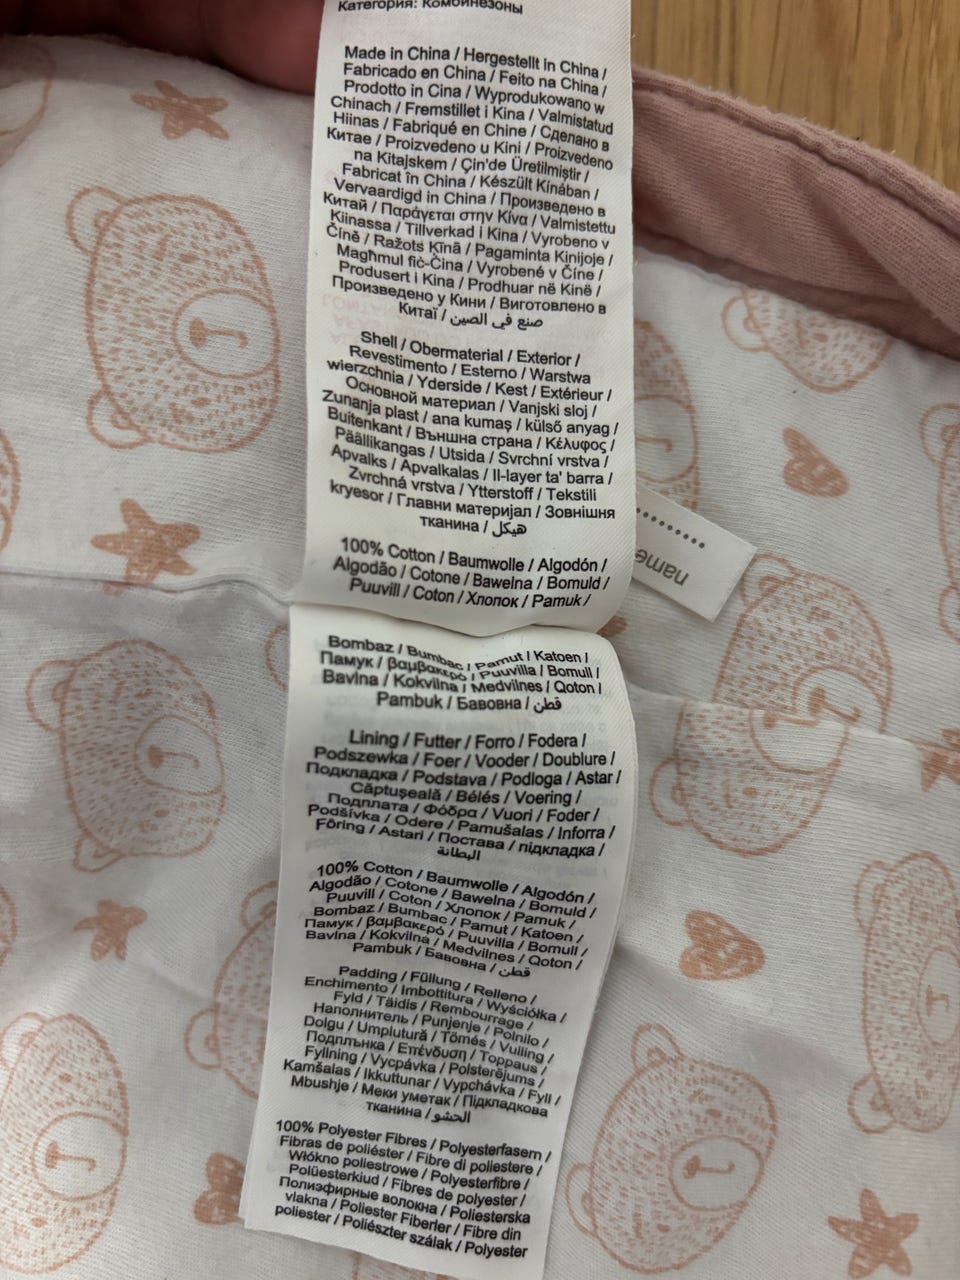 Категория: Комбинезоны
Made in China / Hergestellt in China /
Fabricado en China / Feito na China /
Prodotto in Cina / Wyprodukowano w
Chinach / Fremstillet i Kina / Valmistatud
Hiinas / Fabriqué en Chine / Сделано в
Китае / Proizvedeno u Kini / Proizvedeno
na Kitajskem / Çin'de Üretilmiştir /
Fabricat în China / Készült Kínában /
Vervaardigd in China / Произведено в
Китай / Παράγεται στην Κίνα / Valmistettu
Kiinassa / Tillverkad i Kina / Vyrobeno v
Číně / Ražots Ķīnā / Pagaminta Kinijoje /
Magħmul fiċ-Ċina / Vyrobené v Číne /
Produsert i Kina / Prodhuar në Kinë /
Произведено у Кини / Виготовлено в
Китаї / صنع في الصين
Shell / Obermaterial / Exterior /
Revestimento / Esterno / Warstwa
wierzchnia / Yderside / Kest / Extérieur /
Основной материал / Vanjski sloj /
Zunanja plast / ana kumaş / külső anyag /
Buitenkant / Външна страна / Κέλυφος /
Päällikangas / Utsida / Svrchní vrstva /
Apvalks / Apvalkalas / Il-layer ta' barra /
Zvrchná vrstva / Ytterstoff / Tekstili
kryesor / Главни материјал / Зовнішня
тканина / هيكل
100% Cotton / Baumwolle / Algodón /
Algodão / Cotone / Bawełna / Bomuld /
Puuvill / Coton / Хлопок / Pamuk /
name
Bombaz / Bumbac / Pamut / Katoen /
Памук / βαμβακερό / Puuvilla / Bomull /
Bavlna / Kokvilna / Medvilnes / Qoton /
Pambuk / Бавовна / قطن
Lining / Futter / Forro / Fodera /
Podszewka / Foer / Vooder / Doublure /
Подкладка / Podstava / Podloga / Astar /
Căptușeală / Bélés / Voering /
Подплата / Φόδρα / Vuori / Foder /
Podšívka / Odere / Pamušalas / Inforra /
Fôring / Astari / Постава / підкладка /
البطانة
100% Cotton / Baumwolle / Algodón /
Algodão / Cotone / Bawełna / Bomuld /
Puuvill / Coton / Хлопок / Pamuk /
Bombaz / Bumbac / Pamut / Katoen /
Памук / βαμβακερό / Puuvilla / Bomull /
Bavlna / Kokvilna / Medvilnes / Qoton /
Pambuk / Бавовна / قطن
Padding / Füllung / Relleno /
Enchimento / Imbottitura / Wyściółka /
Fyld / Täidis / Rembourrage /
Наполнитель / Punjenje / Polnilo /
Dolgu / Umplutură / Tömés / Vulling /
Подплънка / Επένδυση / Toppaus /
Fyllning / Vycpávka / Polsterējums /
Kamšalas / Ikkuttunar / Vypchávka / Fyll /
Mbushje / Меки уметак / Підкладкова
тканина / الحشو
100% Polyester Fibres / Polyesterfasern /
Fibras de poliéster / Fibre di poliestere /
Włókno poliestrowe / Polyesterfibre /
Polüesterkiud / Fibres de polyester /
Полиэфирные волокна / Poliesterska
vlakna / Poliester Fiberler / Fibre din
poliester / Poliészter szálak / Polyester